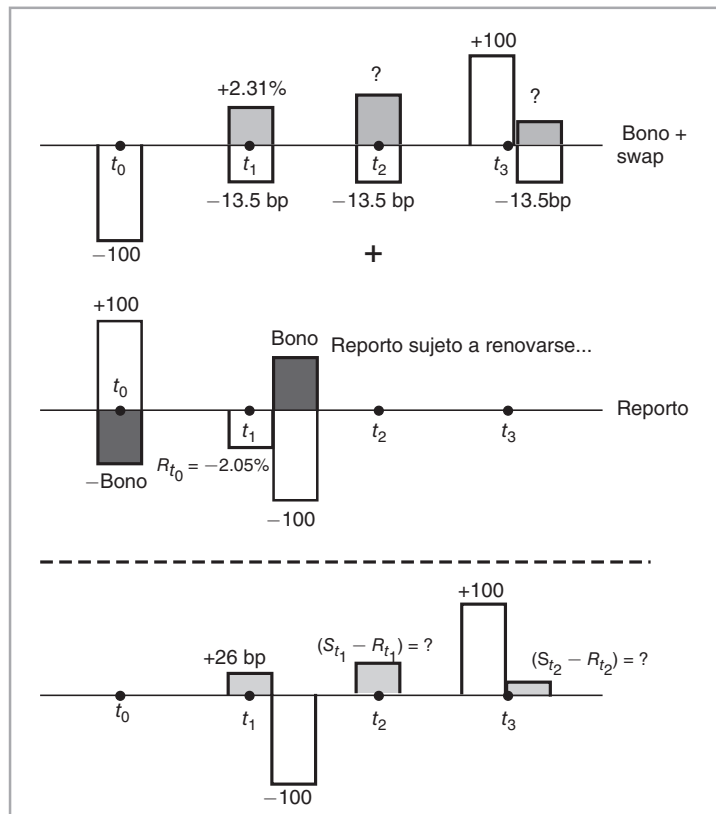 +100
+2.31%
?
?
Bono +
swap
t0
t1
t2
t3
−13.5 bp
−13.5 bp
−13.5bp
−100
+
+100
Bono
Reporto sujeto a renovarse...
t0
Reporto
t1
t2
t3
Rt0 = −2.05%
−Bono
−100
+100
+26 bp
(St1 − Rt1) = ?
(St2 − Rt2) = ?
t0
t1
t2
t3
−100